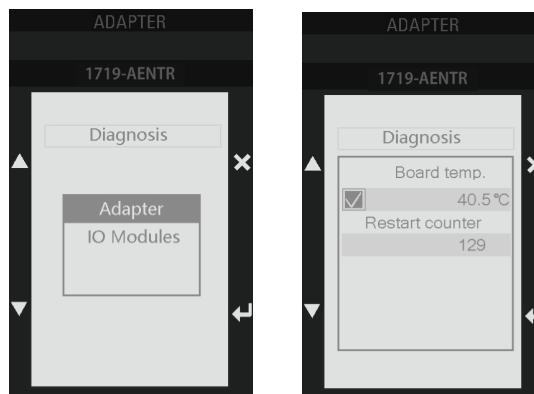 ADAPTER
1719-AENTR
Diagnosis
Adapter
IO Modules
ADAPTER
1719-AENTR
Diagnosis
Board temp.
40.5°C
Restart counter
129